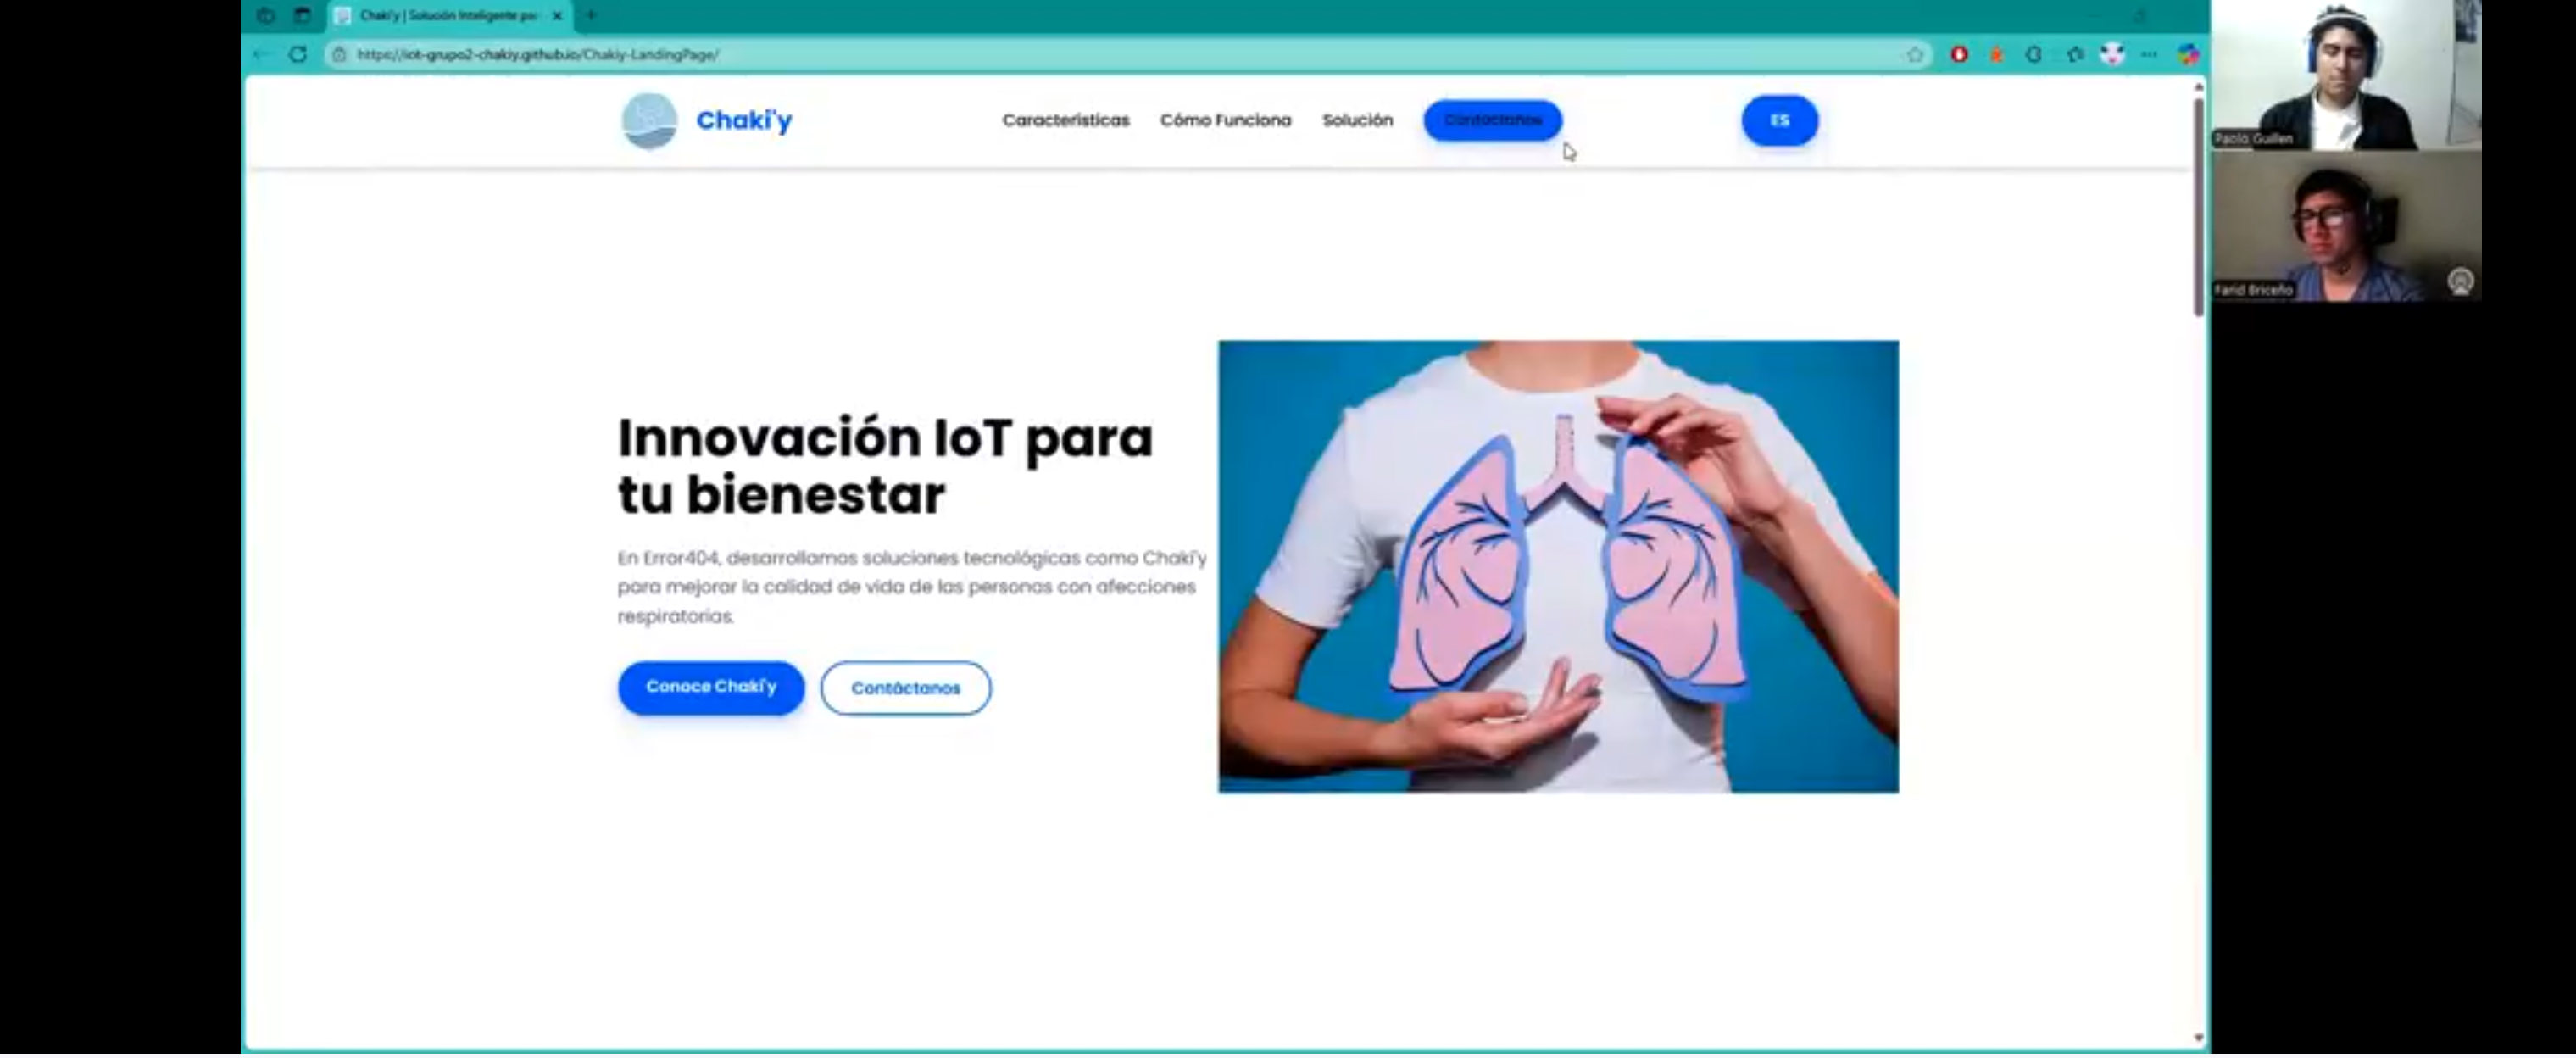 Chaki'y | Solución Inteligente par
https://iot-grupo2-chakiy.github.io/Chakiy-LandingPage/
Chaki'y
Características
Cómo Funciona
Solución
Contáctanos
ES
Innovación IoT para
tu bienestar
En Error404, desarrollamos soluciones tecnológicas como Chaki'y
para mejorar la calidad de vida de las personas con afecciones
respiratorias.
Conoce Chaki'y
Contáctanos
Paolo Guillen
Farid Briceño